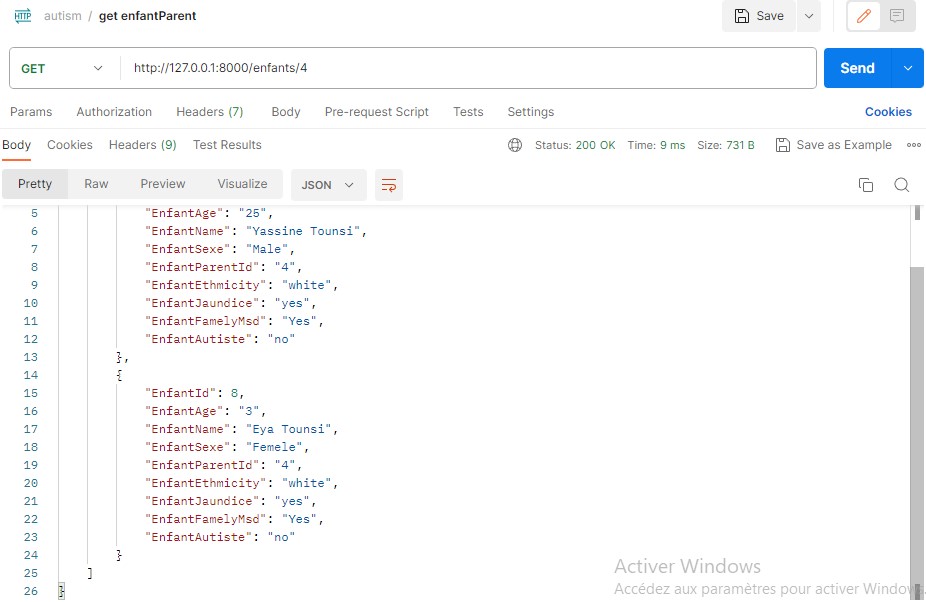 HTTP autism / get enfantParent Save
GET http://127.0.0.1:8000/enfants/4 Send
Params Authorization Headers (7) Body Pre-request Script Tests Settings Cookies
Body Cookies Headers (9) Test Results Status: 200 OK Time: 9 ms Size: 731 B Save as Example
Pretty Raw Preview Visualize JSON
5 "EnfantAge": "25",
6 "EnfantName": "Yassine Tounsi",
7 "EnfantSexe": "Male",
8 "EnfantParentId": "4",
9 "EnfantEthmicity": "white",
10 "EnfantJaundice": "yes",
11 "EnfantFamelyMsd": "Yes",
12 "EnfantAutiste": "no"
13 },
14 {
15 "EnfantId": 8,
16 "EnfantAge": "3",
17 "EnfantName": "Eya Tounsi",
18 "EnfantSexe": "Femele",
19 "EnfantParentId": "4",
20 "EnfantEthmicity": "white",
21 "EnfantJaundice": "yes",
22 "EnfantFamelyMsd": "Yes",
23 "EnfantAutiste": "no"
24 }
25 ]
26 }
Activer Windows
Accédez aux paramètres pour activer Windows.